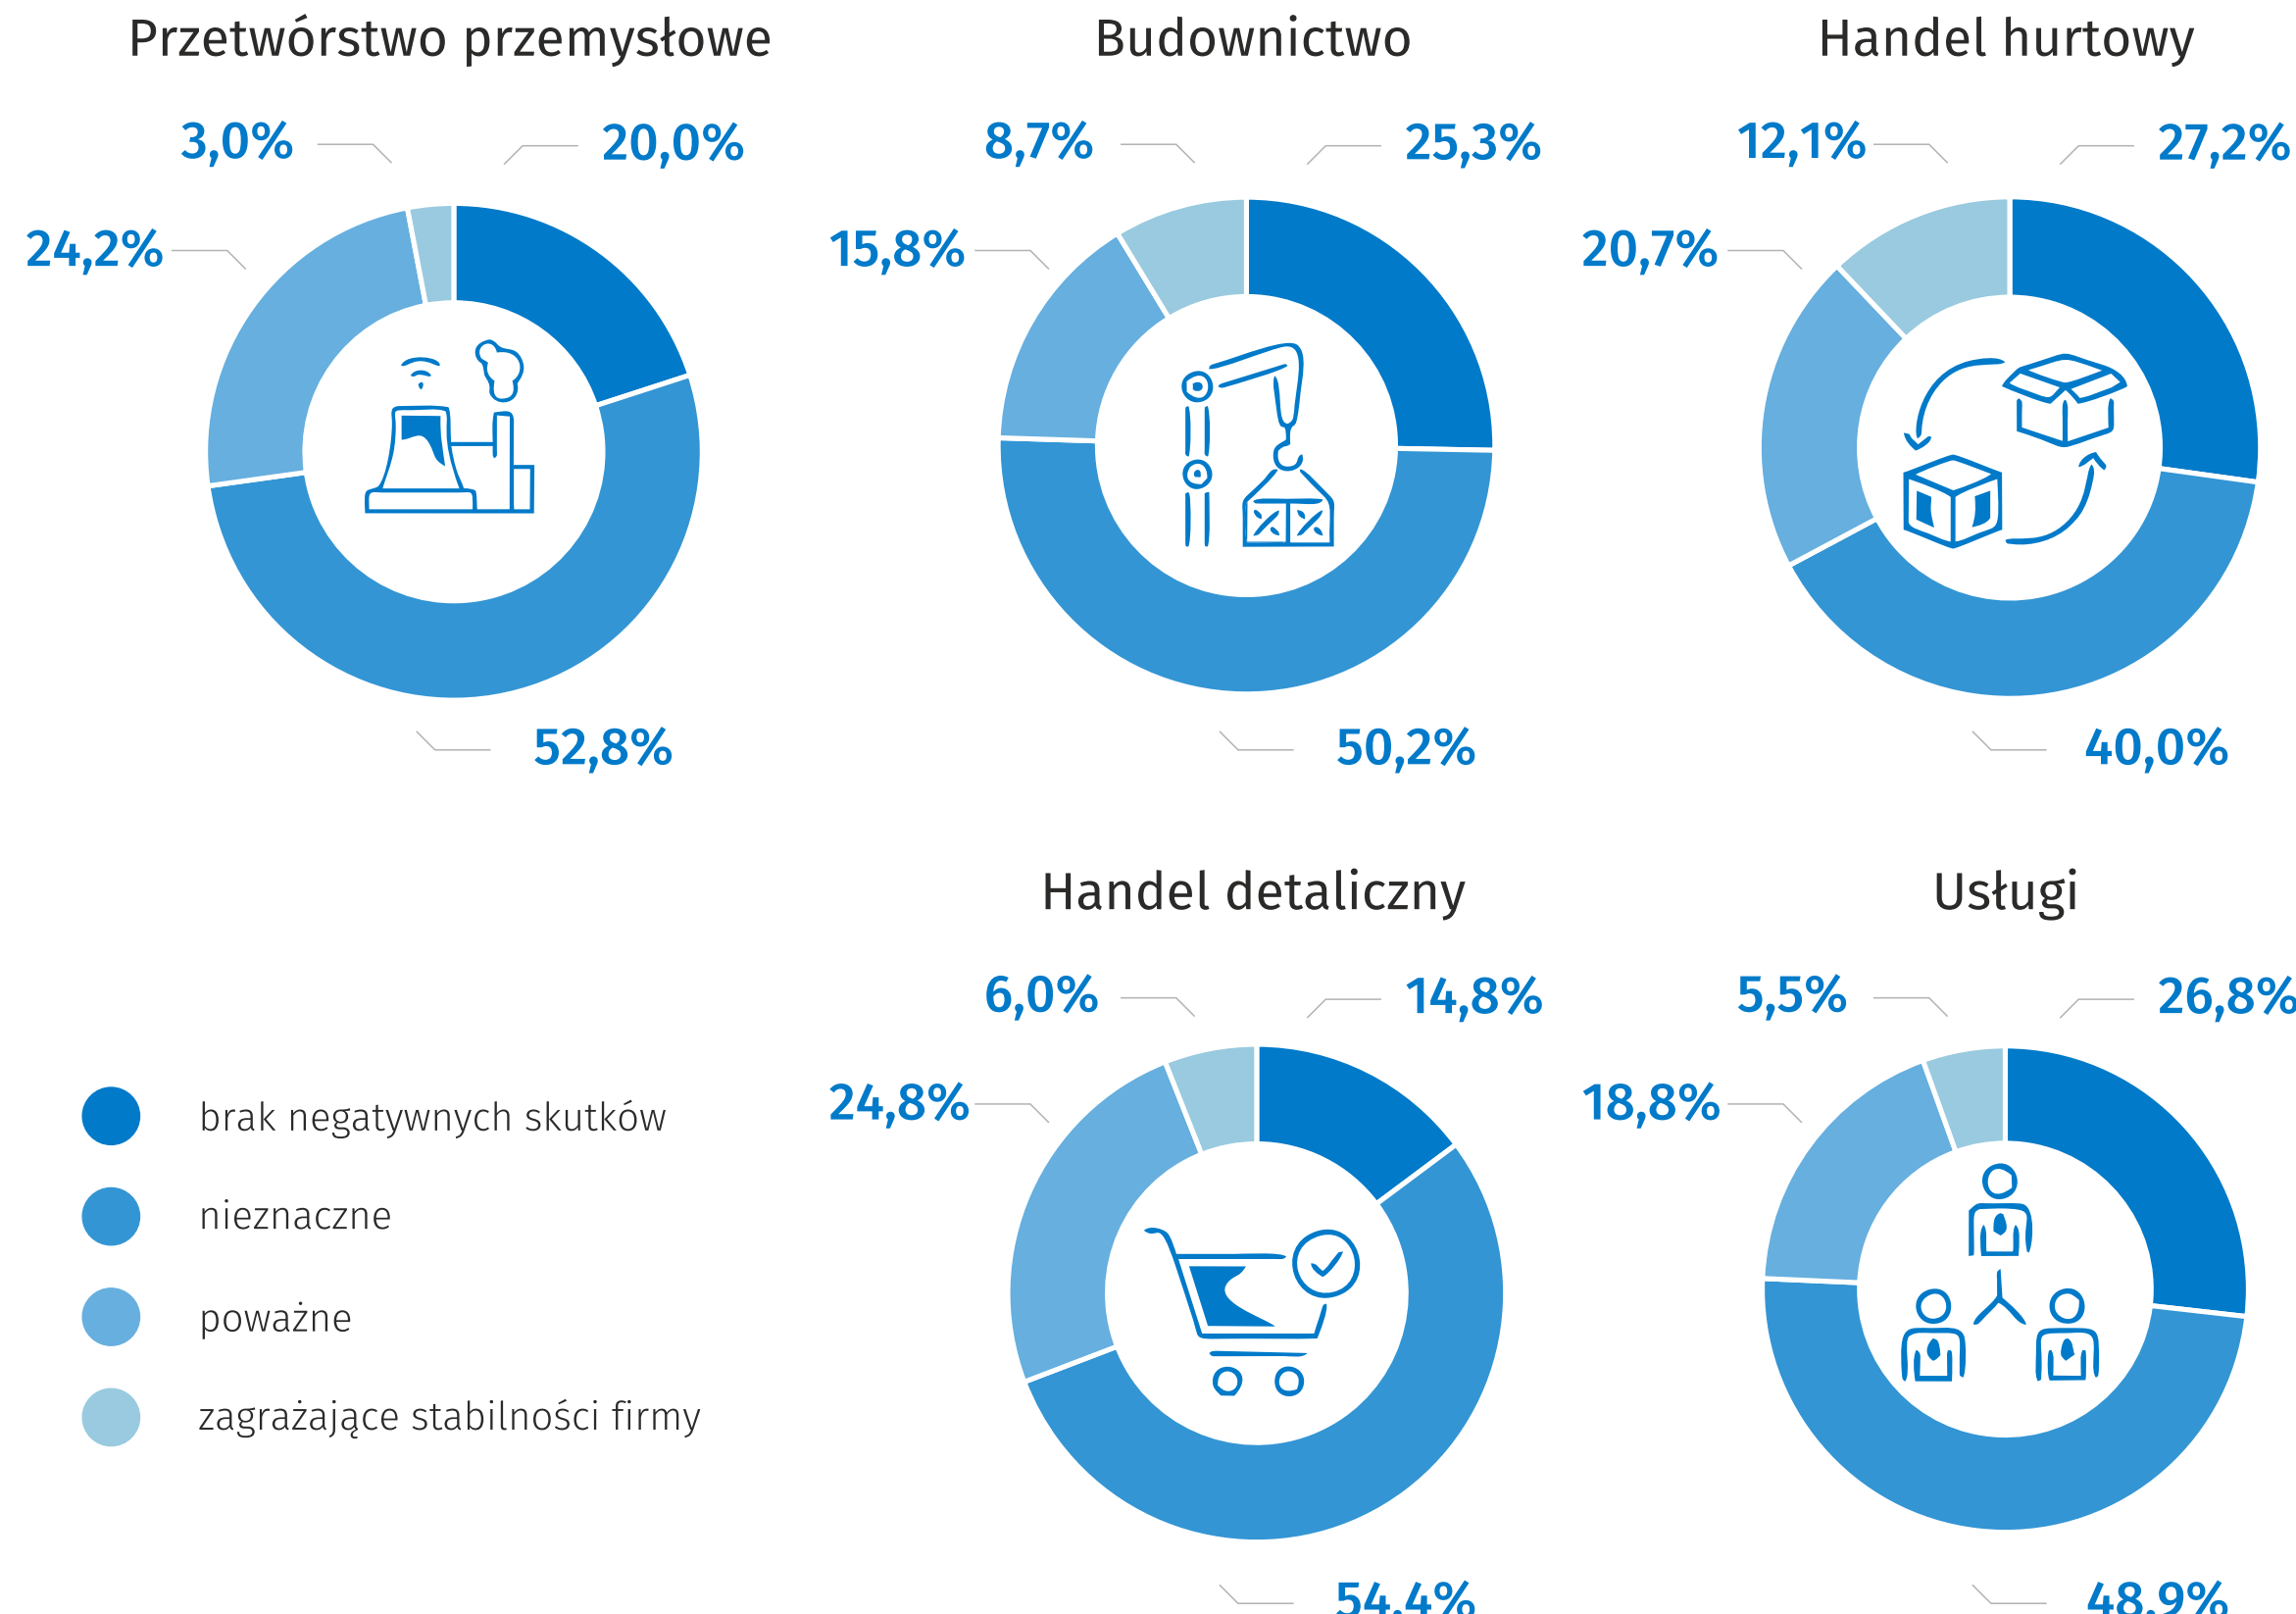 Przetwórstwo przemysłowe
3,0%
20,0%
24,2%
52,8%
Budownictwo
8,7%
25,3%
15,8%
50,2%
Handel hurtowy
12,1%
27,2%
20,7%
40,0%
brak negatywnych skutków
nieznaczne
poważne
zagrażające stabilności firmy
Handel detaliczny
6,0%
14,8%
24,8%
54,4%
Usługi
5,5%
26,8%
18,8%
48,9%